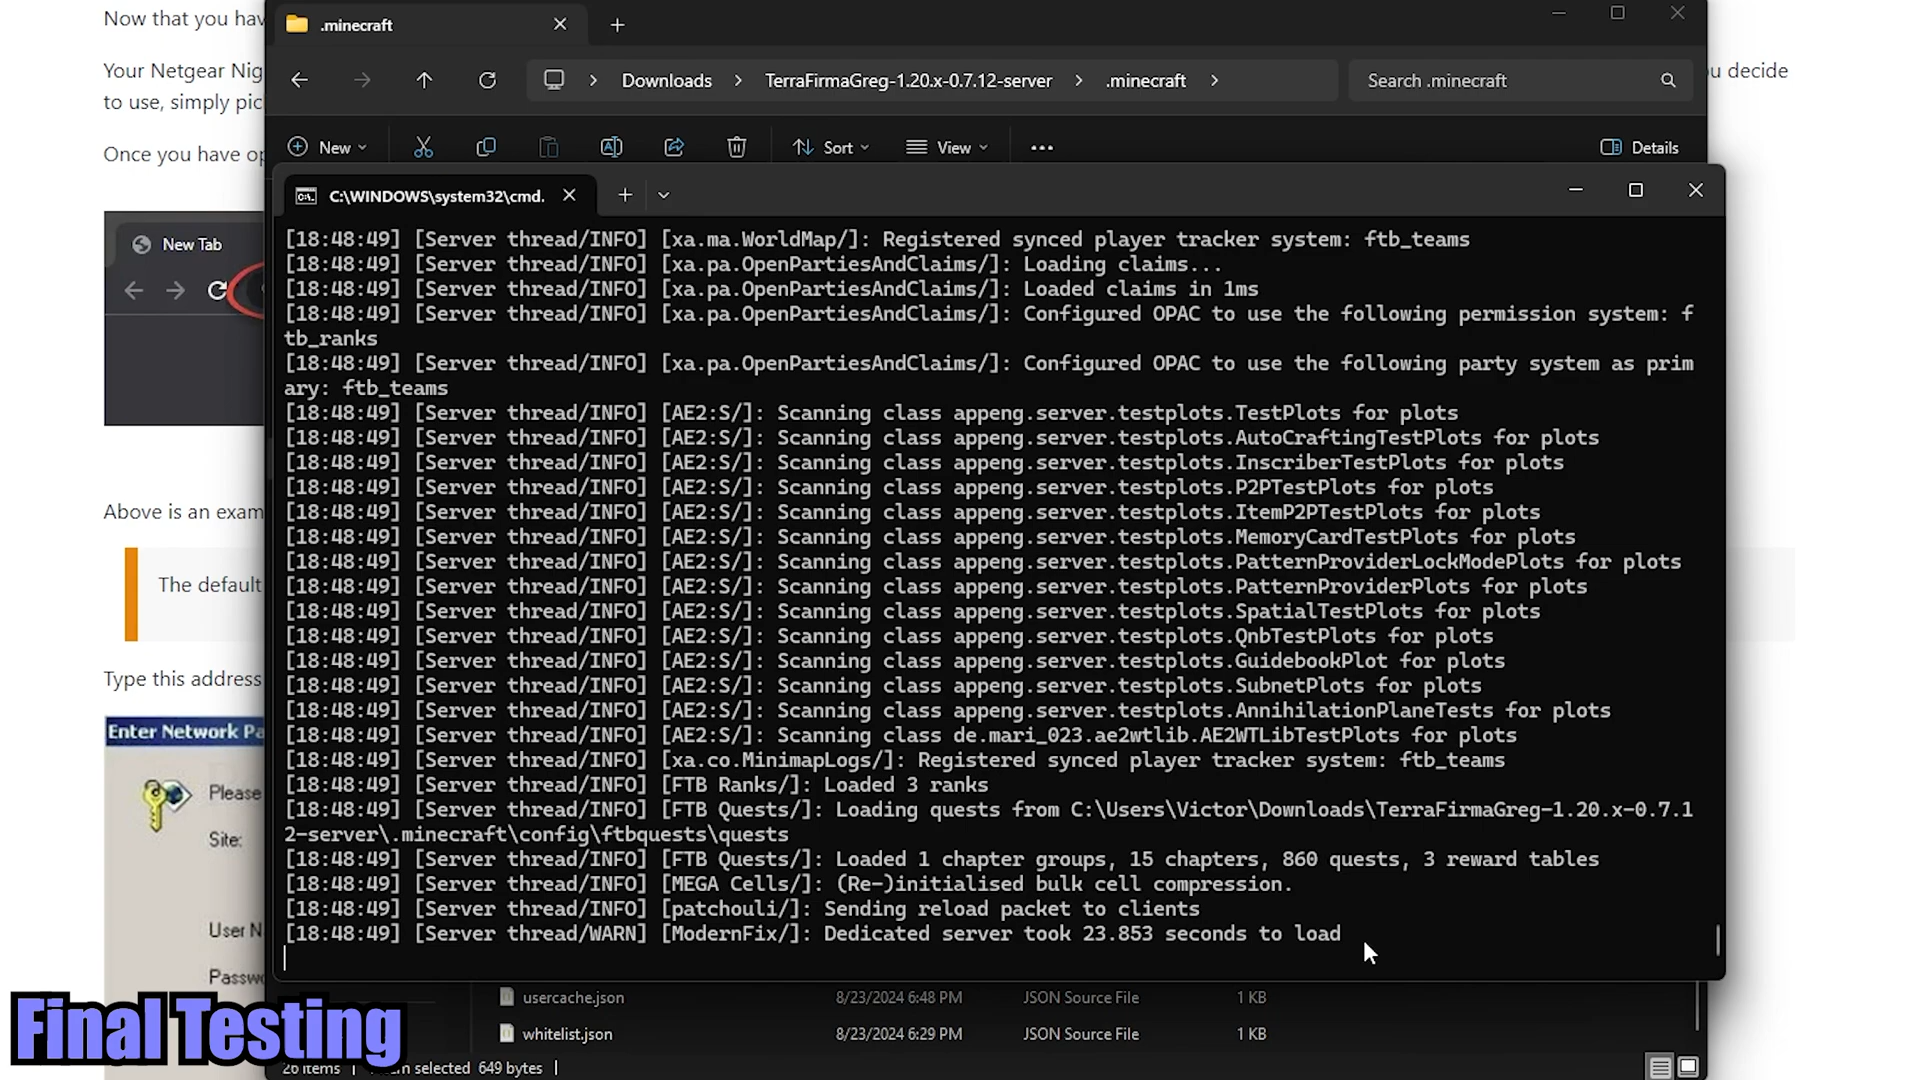 Now that you hav
Your Netgear Nig
u decide
to use, simply pic
Once you have op
.minecraft
Downloads
TerraFirmaGreg-1.20.x-0.7.12-server
.minecraft
Search .minecraft
New
Sort
View
Details
New Tab
C:\WINDOWS\system32\cmd.
[18:48:49] [Server thread/INFO] [xa.ma.WorldMap/]: Registered synced player tracker system: ftb_teams
[18:48:49] [Server thread/INFO] [xa.pa.OpenPartiesAndClaims/]: Loading claims...
[18:48:49] [Server thread/INFO] [xa.pa.OpenPartiesAndClaims/]: Loaded claims in 1ms
[18:48:49] [Server thread/INFO] [xa.pa.OpenPartiesAndClaims/]: Configured OPAC to use the following permission system: f
tb_ranks
[18:48:49] [Server thread/INFO] [xa.pa.OpenPartiesAndClaims/]: Configured OPAC to use the following party system as prim
ary: ftb_teams
[18:48:49] [Server thread/INFO] [AE2:S/]: Scanning class appeng.server.testplots.TestPlots for plots
[18:48:49] [Server thread/INFO] [AE2:S/]: Scanning class appeng.server.testplots.AutoCraftingTestPlots for plots
[18:48:49] [Server thread/INFO] [AE2:S/]: Scanning class appeng.server.testplots.InscriberTestPlots for plots
[18:48:49] [Server thread/INFO] [AE2:S/]: Scanning class appeng.server.testplots.P2PTestPlots for plots
[18:48:49] [Server thread/INFO] [AE2:S/]: Scanning class appeng.server.testplots.ItemP2PTestPlots for plots
[18:48:49] [Server thread/INFO] [AE2:S/]: Scanning class appeng.server.testplots.MemoryCardTestPlots for plots
[18:48:49] [Server thread/INFO] [AE2:S/]: Scanning class appeng.server.testplots.PatternProviderLockModePlots for plots
[18:48:49] [Server thread/INFO] [AE2:S/]: Scanning class appeng.server.testplots.PatternProviderPlots for plots
[18:48:49] [Server thread/INFO] [AE2:S/]: Scanning class appeng.server.testplots.SpatialTestPlots for plots
[18:48:49] [Server thread/INFO] [AE2:S/]: Scanning class appeng.server.testplots.QnbTestPlots for plots
[18:48:49] [Server thread/INFO] [AE2:S/]: Scanning class appeng.server.testplots.GuidebookPlot for plots
[18:48:49] [Server thread/INFO] [AE2:S/]: Scanning class appeng.server.testplots.SubnetPlots for plots
[18:48:49] [Server thread/INFO] [AE2:S/]: Scanning class appeng.server.testplots.AnnihilationPlaneTests for plots
[18:48:49] [Server thread/INFO] [AE2:S/]: Scanning class de.mari_023.ae2wtlib.AE2WTLibTestPlots for plots
[18:48:49] [Server thread/INFO] [xa.co.MinimapLogs/]: Registered synced player tracker system: ftb_teams
[18:48:49] [Server thread/INFO] [FTB Ranks/]: Loaded 3 ranks
[18:48:49] [Server thread/INFO] [FTB Quests/]: Loading quests from C:\Users\Victor\Downloads\TerraFirmaGreg-1.20.x-0.7.1
2-server\.minecraft\config\ftbquests\quests
[18:48:49] [Server thread/INFO] [FTB Quests/]: Loaded 1 chapter groups, 15 chapters, 860 quests, 3 reward tables
[18:48:49] [Server thread/INFO] [MEGA Cells/]: (Re-)initialised bulk cell compression.
[18:48:49] [Server thread/INFO] [patchouli/]: Sending reload packet to clients
[18:48:49] [Server thread/WARN] [ModernFix/]: Dedicated server took 23.853 seconds to load
Above is an exam
The default
Type this address
Enter Network Pa
Please
Site:
User N
Passwo
usercache.json 8/23/2024 6:48 PM JSON Source File 1 KB
whitelist.json 8/23/2024 6:29 PM JSON Source File 1 KB
26 items
selected 649 bytes
Final Testing